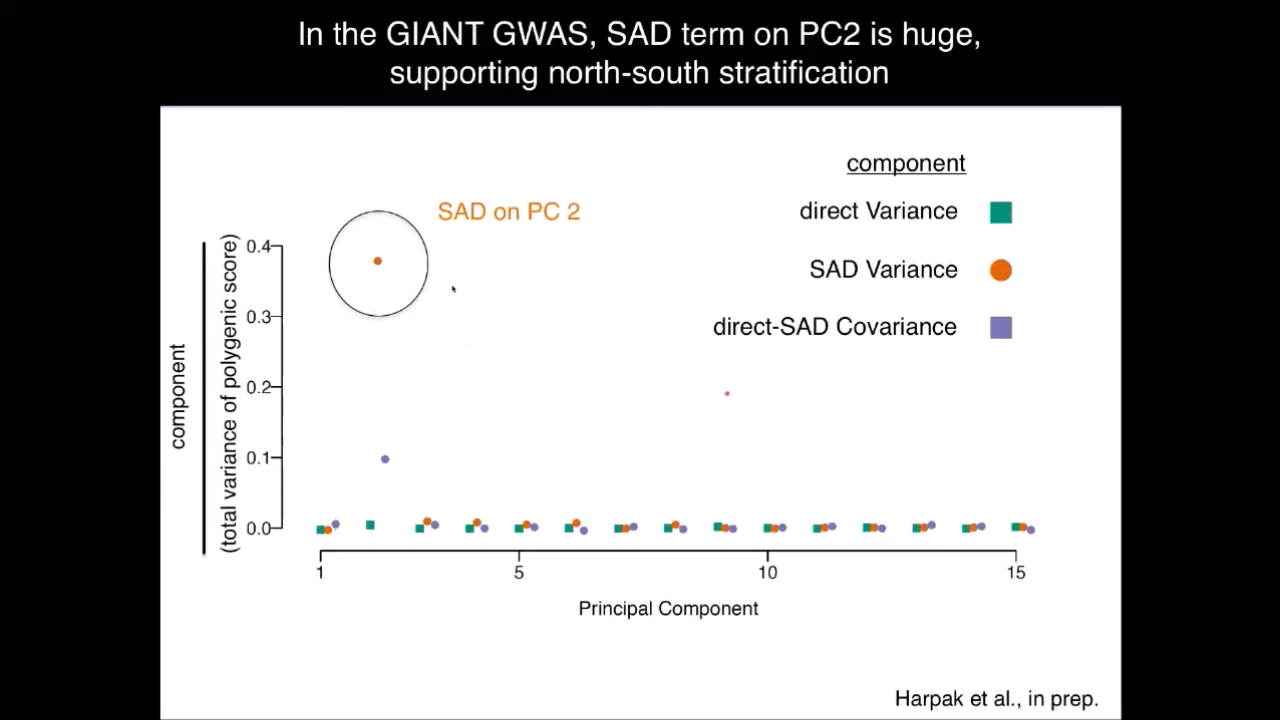 In the GIANT GWAS, SAD term on PC2 is huge,
supporting north-south stratification
component
direct Variance
SAD Variance
direct-SAD Covariance
SAD on PC 2
component
(total variance of polygenic score)
0.4
0.3
0.2
0.1
0.0
1
5
10
15
Principal Component
Harpak et al., in prep.